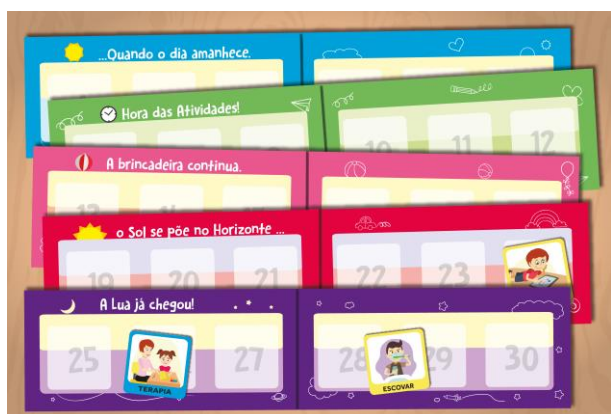 ...Quando o dia amanhece.
Hora das Atividades!
10 11 12
A brincadeira continua.
13
o Sol se põe no Horizonte ...
19 20 21
22 23
A Lua já chegou!
25 27
28 29 30
TERAPIA
ESCOVAR